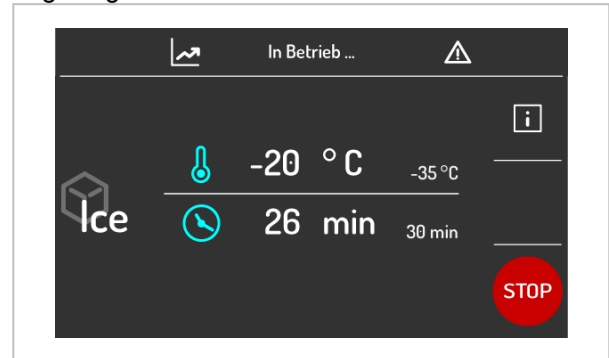 In Betrieb ...
i
-20 °C -35 °C
Ice
26 min 30 min
STOP